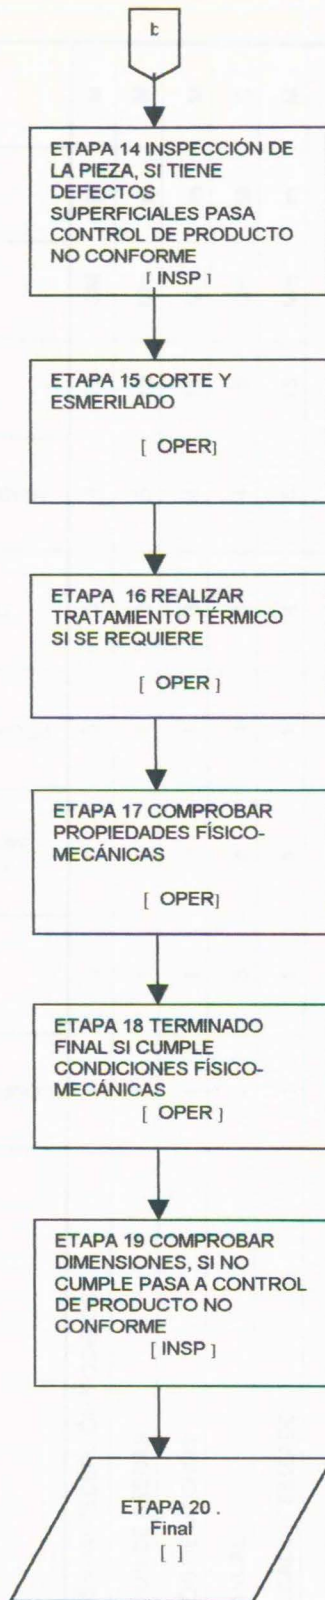 b
ETAPA 14 INSPECCIÓN DE
LA PIEZA, SI TIENE
DEFECTOS
SUPERFICIALES PASA
CONTROL DE PRODUCTO
NO CONFORME
[ INSP ]
ETAPA 15 CORTE Y
ESMERILADO
[ OPER]
ETAPA 16 REALIZAR
TRATAMIENTO TÉRMICO
SI SE REQUIERE
[ OPER ]
ETAPA 17 COMPROBAR
PROPIEDADES FÍSICO-
MECÁNICAS
[ OPER]
ETAPA 18 TERMINADO
FINAL SI CUMPLE
CONDICIONES FÍSICO-
MECÁNICAS
[ OPER ]
ETAPA 19 COMPROBAR
DIMENSIONES, SI NO
CUMPLE PASA A CONTROL
DE PRODUCTO NO
CONFORME
[ INSP ]
ETAPA 20 .
Final
[ ]